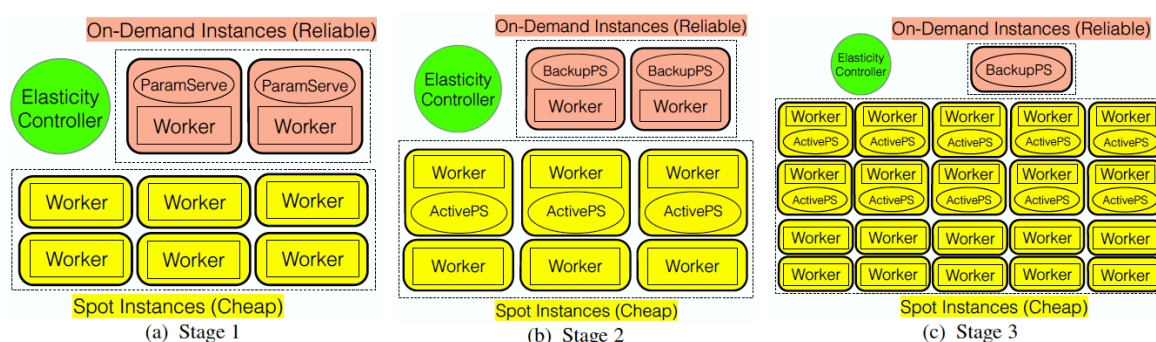 On-Demand Instances (Reliable)
Elasticity
Controller
ParamServe
ParamServe
Worker
Worker
Worker
Worker
Worker
Worker
Worker
Worker
Spot Instances (Cheap)
(a) Stage 1
On-Demand Instances (Reliable)
Elasticity
Controller
BackupPS
BackupPS
Worker
Worker
Worker
Worker
Worker
ActivePS
ActivePS
ActivePS
Worker
Worker
Worker
Spot Instances (Cheap)
(b) Stage 2
On-Demand Instances (Reliable)
Elasticity
Controller
BackupPS
Worker
Worker
Worker
Worker
Worker
ActivePS
ActivePS
ActivePS
ActivePS
ActivePS
Worker
Worker
Worker
Worker
Worker
ActivePS
ActivePS
ActivePS
ActivePS
ActivePS
Worker
Worker
Worker
Worker
Worker
Worker
Worker
Worker
Worker
Worker
Spot Instances (Cheap)
(c) Stage 3